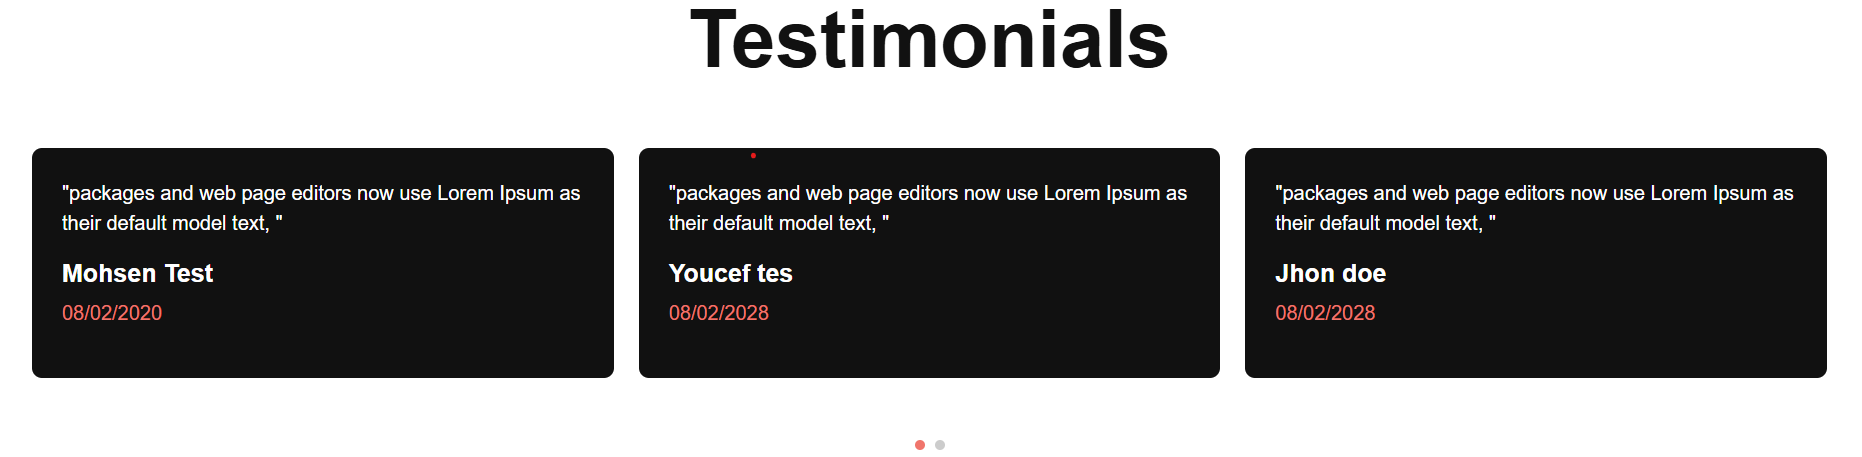 Testimonials
"packages and web page editors now use Lorem Ipsum as
their default model text, "
Mohsen Test
08/02/2020
"packages and web page editors now use Lorem Ipsum as
their default model text, "
Youcef tes
08/02/2028
"packages and web page editors now use Lorem Ipsum as
their default model text, "
Jhon doe
08/02/2028